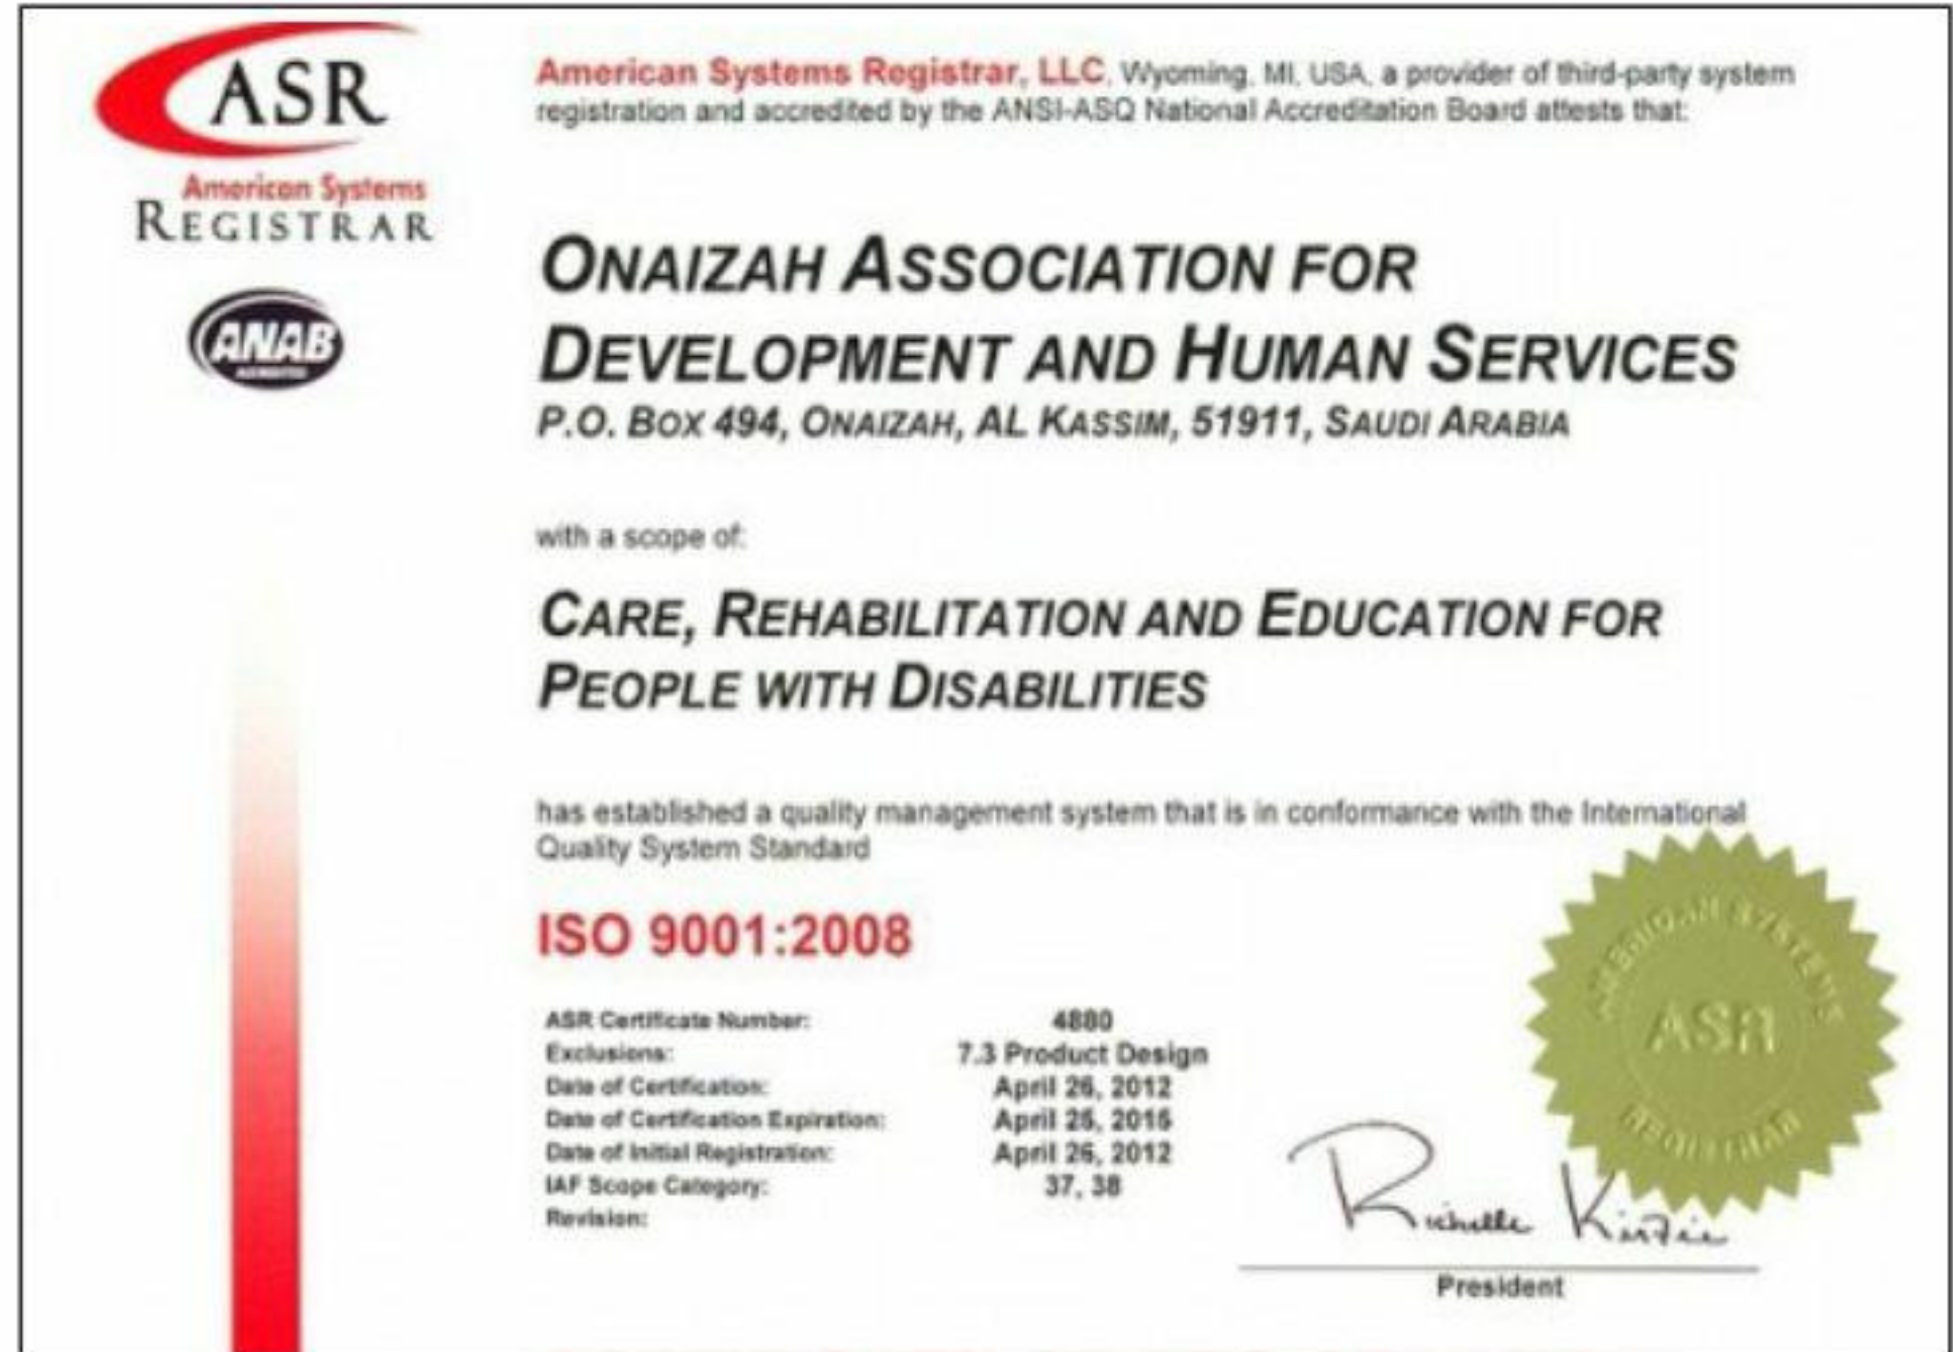 ASR
American Systems
REGISTRAR
ANAB
ACCREDITED
American Systems Registrar, LLC, Wyoming, MI, USA, a provider of third-party system
registration and accredited by the ANSI-ASQ National Accreditation Board attests that:
ONAIZAH ASSOCIATION FOR
DEVELOPMENT AND HUMAN SERVICES
P.O. BOX 494, ONAIZAH, AL KASSIM, 51911, SAUDI ARABIA
with a scope of:
CARE, REHABILITATION AND EDUCATION FOR
PEOPLE WITH DISABILITIES
has established a quality management system that is in conformance with the International
Quality System Standard
ISO 9001:2008
ASR Certificate Number: 4880
Exclusions: 7.3 Product Design
Date of Certification: April 26, 2012
Date of Certification Expiration: April 25, 2015
Date of Initial Registration: April 26, 2012
IAF Scope Category: 37, 38
Revision:
AMERICAN SYSTEMS
ASR
REGISTRAR
President